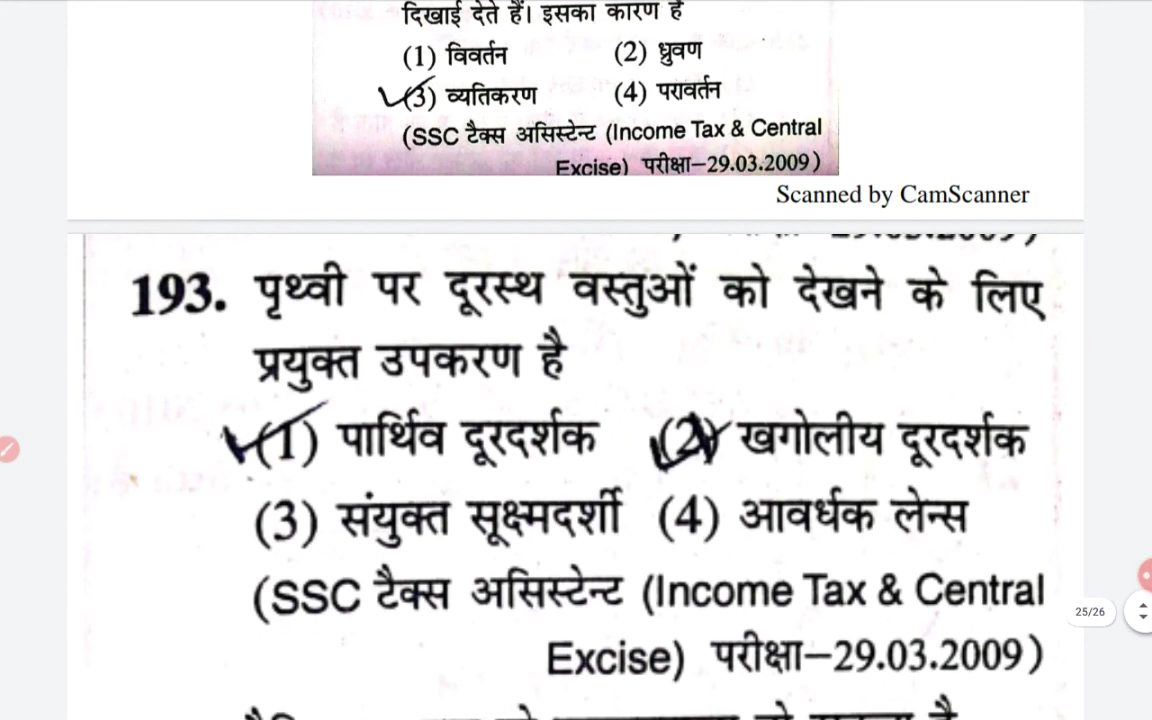 दिखाई देते हैं। इसका कारण है
(1) विवर्तन (2) ध्रुवण
(3) व्यतिकरण (4) परावर्तन
(SSC टैक्स असिस्टेन्ट (Income Tax & Central
Excise) परीक्षा–29.03.2009)
Scanned by CamScanner
193. पृथ्वी पर दूरस्थ वस्तुओं को देखने के लिए
प्रयुक्त उपकरण है
(1) पार्थिव दूरदर्शक (2) खगोलीय दूरदर्शक
(3) संयुक्त सूक्ष्मदर्शी (4) आवर्धक लेन्स
(SSC टैक्स असिस्टेन्ट (Income Tax & Central
25/26
Excise) परीक्षा–29.03.2009)